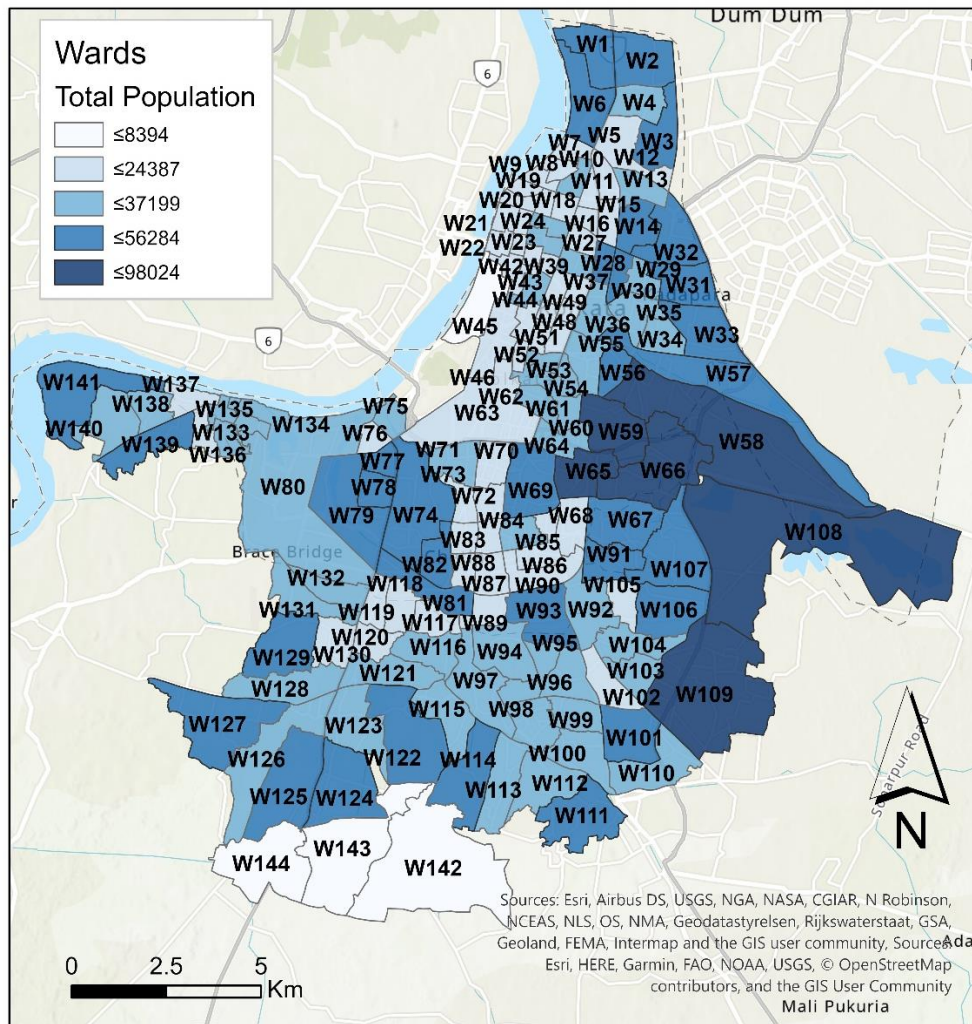 Dum Dum
Wards
Total Population
≤8394
≤24387
≤37199
≤56284
≤98024
6
W1
W2
W6
W4
W7
W5
W3
W9
W8
W10
W12
W19
W11
W13
W20
W18
W15
W21
W24
W16
W14
W22
W23
W27
W32
W42
W39
W28
W29
W43
W37
W30
W31
W44
W49
W45
W48
W36
W35
W33
W51
W55
W34
W52
W53
W56
W57
W46
W54
W62
W61
W63
W60
W59
W58
W64
W141
W137
W138
W135
W134
W75
W140
W139
W133
W76
W136
6
W71
W70
W77
W73
W65
W66
W80
W78
W72
W69
W79
W74
W84
W68
W67
W108
Brace Bridge
W83
W85
W82
W88
W86
W91
W107
W132
W118
W87
W90
W105
W131
W119
W81
W93
W92
W106
W120
W117
W89
W130
W116
W94
W95
W104
W129
W121
W103
W128
W97
W96
W102
W109
W127
W123
W115
W98
W99
W126
W122
W114
W100
W101
W125
W124
W113
W112
W110
W111
W144
W143
W142
N
Sources: Esri, Airbus DS, USGS, NGA, NASA, CGIAR, N Robinson,
NCEAS, NLS, OS, NMA, Geodatastyrelsen, Rijkswaterstaat, GSA,
Geoland, FEMA, Intermap and the GIS user community, Sources:
Esri, HERE, Garmin, FAO, NOAA, USGS, © OpenStreetMap
contributors, and the GIS User Community
0 2.5 5
Km
Mali Pukuria